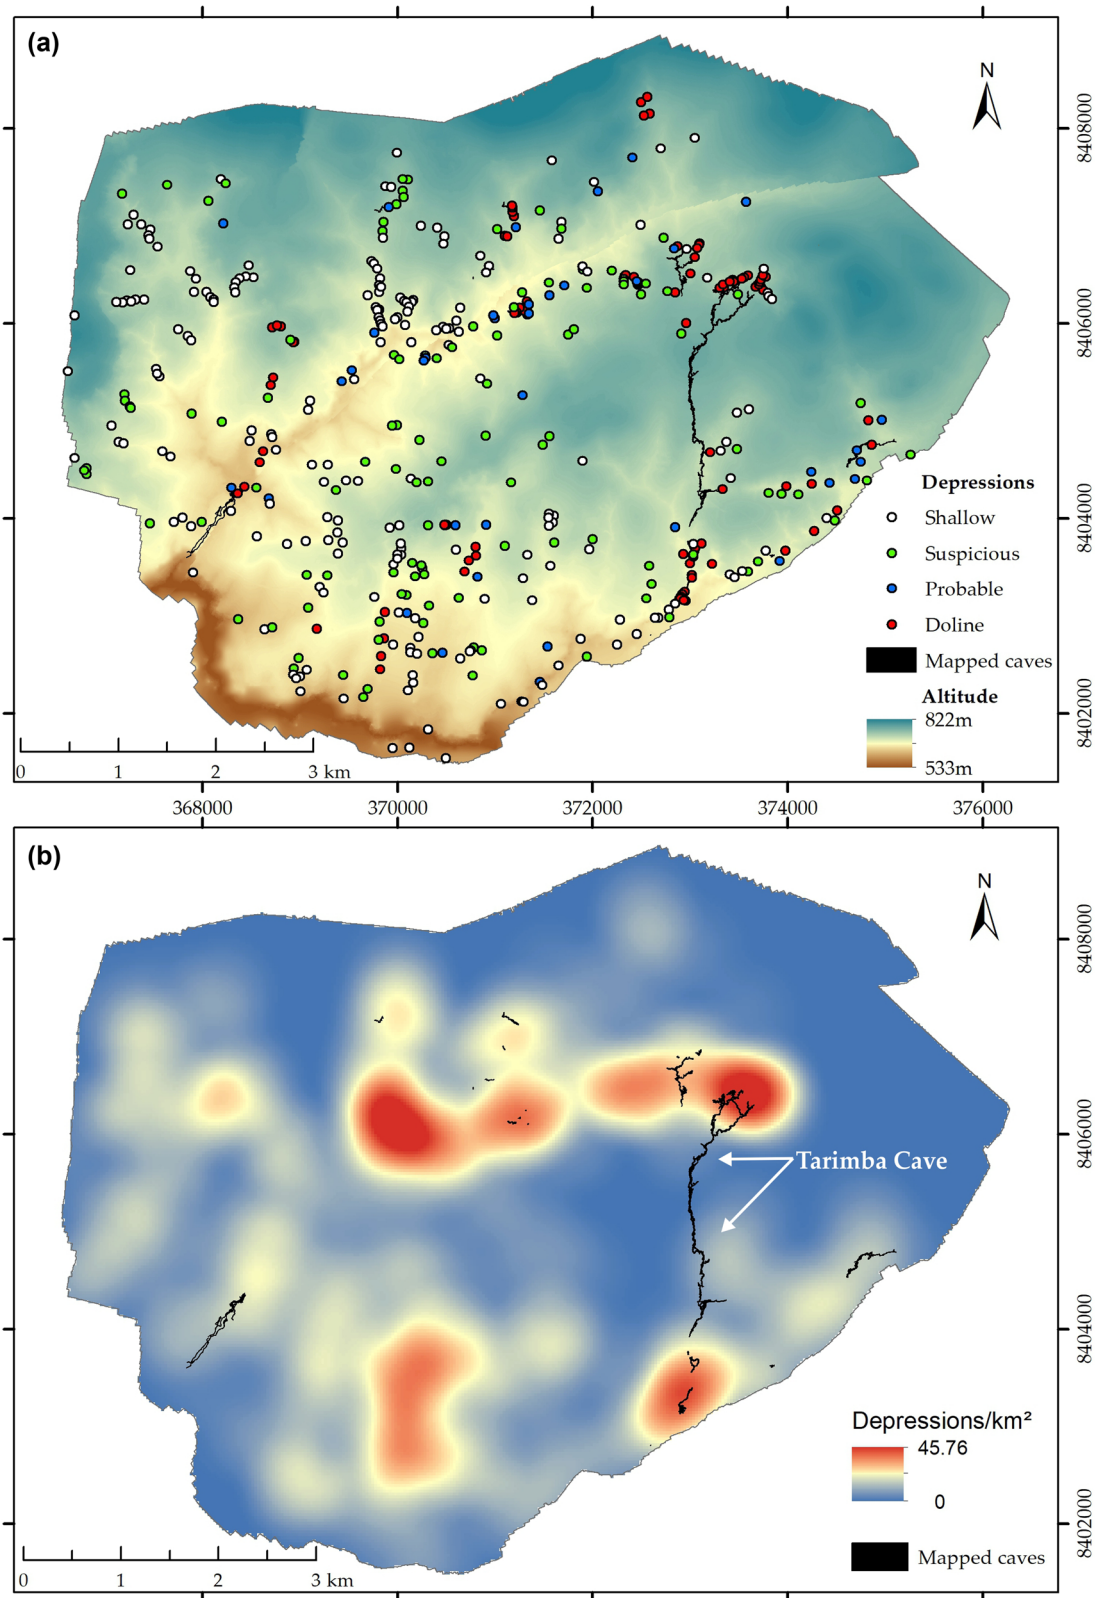 (a)
N
8408000
8406000
8404000
8402000
Depressions
Shallow
Suspicious
Probable
Doline
Mapped caves
Altitude
822m
533m
0 1 2 3 km
368000 370000 372000 374000 376000
(b)
N
8408000
8406000
8404000
8402000
Tarimba Cave
Depressions/km²
45.76
0
Mapped caves
0 1 2 3 km